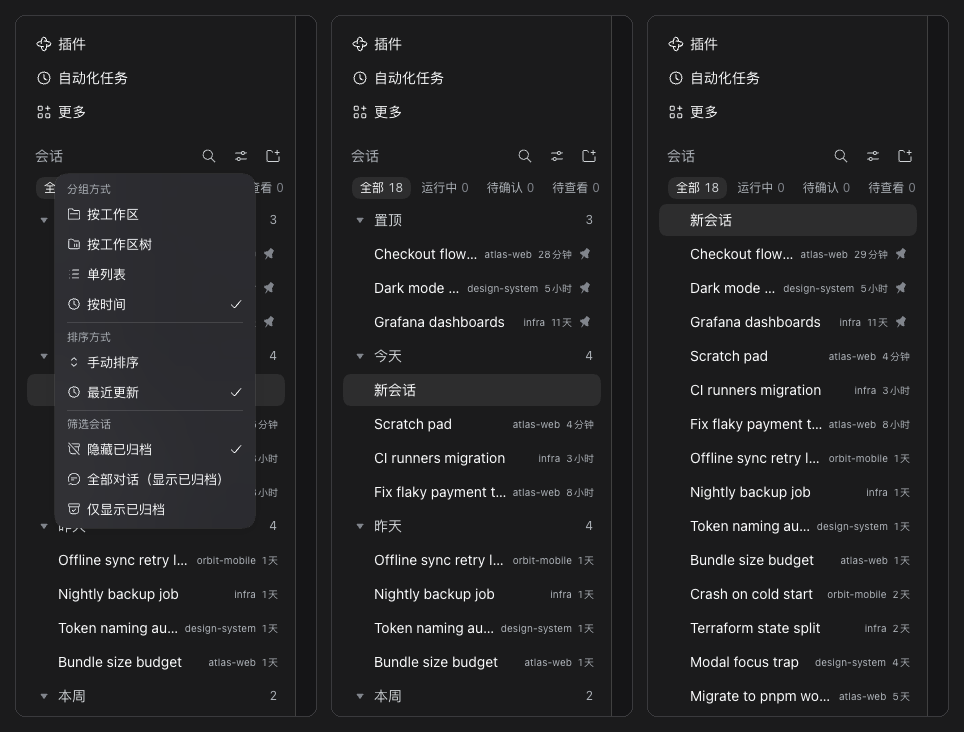 插件
自动化任务
更多
会话
全
查看 0
分组方式
按工作区
按工作区树
单列表
按时间
排序方式
手动排序
最近更新
筛选会话
隐藏已归档
全部对话（显示已归档）
仅显示已归档
3
4
分钟
小时
小时
昨天 4
Offline sync retry l... orbit-mobile 1天
Nightly backup job infra 1天
Token naming au... design-system 1天
Bundle size budget atlas-web 1天
本周 2
插件
自动化任务
更多
会话
全部 18 运行中 0 待确认 0 待查看 0
置顶 3
Checkout flow... atlas-web 28分钟
Dark mode ... design-system 5小时
Grafana dashboards infra 11天
今天 4
新会话
Scratch pad atlas-web 4分钟
CI runners migration infra 3小时
Fix flaky payment t... atlas-web 8小时
昨天 4
Offline sync retry l... orbit-mobile 1天
Nightly backup job infra 1天
Token naming au... design-system 1天
Bundle size budget atlas-web 1天
本周 2
插件
自动化任务
更多
会话
全部 18 运行中 0 待确认 0 待查看 0
新会话
Checkout flow... atlas-web 29分钟
Dark mode ... design-system 5小时
Grafana dashboards infra 11天
Scratch pad atlas-web 4分钟
CI runners migration infra 3小时
Fix flaky payment t... atlas-web 8小时
Offline sync retry l... orbit-mobile 1天
Nightly backup job infra 1天
Token naming au... design-system 1天
Bundle size budget atlas-web 1天
Crash on cold start orbit-mobile 2天
Terraform state split infra 2天
Modal focus trap design-system 4天
Migrate to pnpm wo... atlas-web 5天